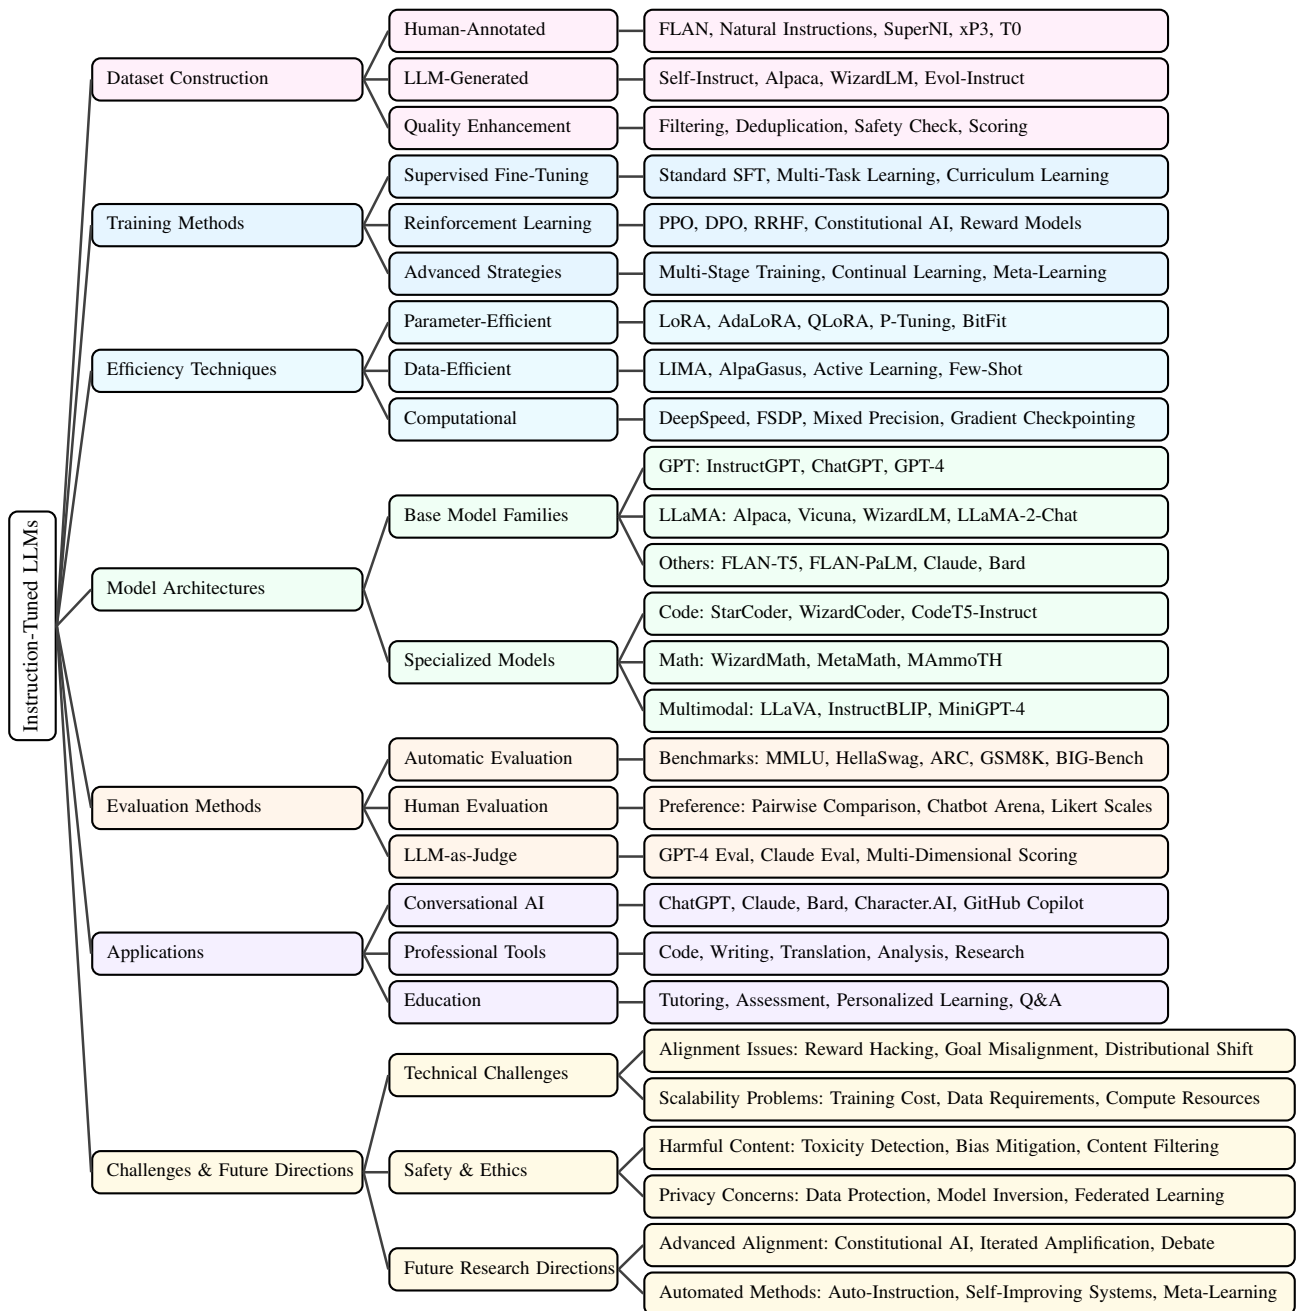 Instruction-Tuned LLMs
Dataset Construction
Human-Annotated
FLAN, Natural Instructions, SuperNI, xP3, T0
LLM-Generated
Self-Instruct, Alpaca, WizardLM, Evol-Instruct
Quality Enhancement
Filtering, Deduplication, Safety Check, Scoring
Training Methods
Supervised Fine-Tuning
Standard SFT, Multi-Task Learning, Curriculum Learning
Reinforcement Learning
PPO, DPO, RRHF, Constitutional AI, Reward Models
Advanced Strategies
Multi-Stage Training, Continual Learning, Meta-Learning
Efficiency Techniques
Parameter-Efficient
LoRA, AdaLoRA, QLoRA, P-Tuning, BitFit
Data-Efficient
LIMA, AlpaGasus, Active Learning, Few-Shot
Computational
DeepSpeed, FSDP, Mixed Precision, Gradient Checkpointing
Model Architectures
Base Model Families
GPT: InstructGPT, ChatGPT, GPT-4
LLaMA: Alpaca, Vicuna, WizardLM, LLaMA-2-Chat
Others: FLAN-T5, FLAN-PaLM, Claude, Bard
Specialized Models
Code: StarCoder, WizardCoder, CodeT5-Instruct
Math: WizardMath, MetaMath, MAmmoTH
Multimodal: LLaVA, InstructBLIP, MiniGPT-4
Evaluation Methods
Automatic Evaluation
Benchmarks: MMLU, HellaSwag, ARC, GSM8K, BIG-Bench
Human Evaluation
Preference: Pairwise Comparison, Chatbot Arena, Likert Scales
LLM-as-Judge
GPT-4 Eval, Claude Eval, Multi-Dimensional Scoring
Applications
Conversational AI
ChatGPT, Claude, Bard, Character.AI, GitHub Copilot
Professional Tools
Code, Writing, Translation, Analysis, Research
Education
Tutoring, Assessment, Personalized Learning, Q&A
Challenges & Future Directions
Technical Challenges
Alignment Issues: Reward Hacking, Goal Misalignment, Distributional Shift
Scalability Problems: Training Cost, Data Requirements, Compute Resources
Safety & Ethics
Harmful Content: Toxicity Detection, Bias Mitigation, Content Filtering
Privacy Concerns: Data Protection, Model Inversion, Federated Learning
Future Research Directions
Advanced Alignment: Constitutional AI, Iterated Amplification, Debate
Automated Methods: Auto-Instruction, Self-Improving Systems, Meta-Learning